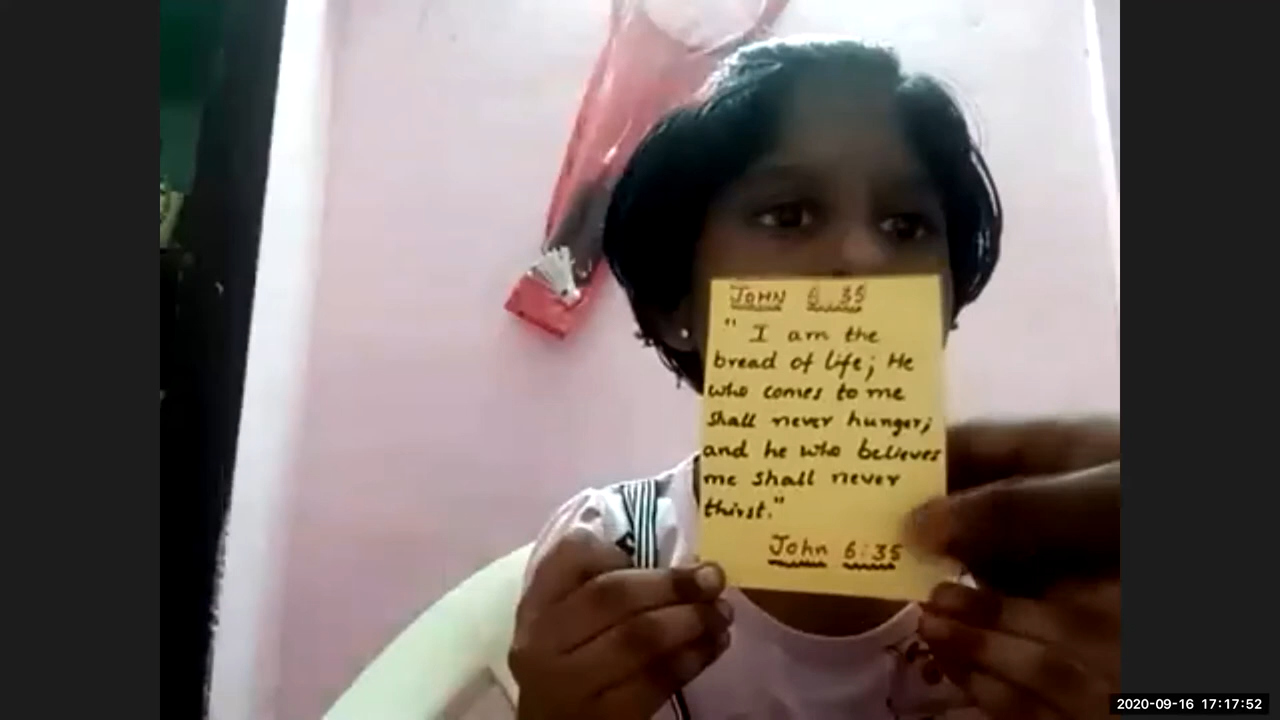 JOHN 6 35
" I am the
bread of life; He
who comes to me
shall never hunger;
and he who believes
me shall never
thirst."
John 6:35
2020-09-16 17:17:52